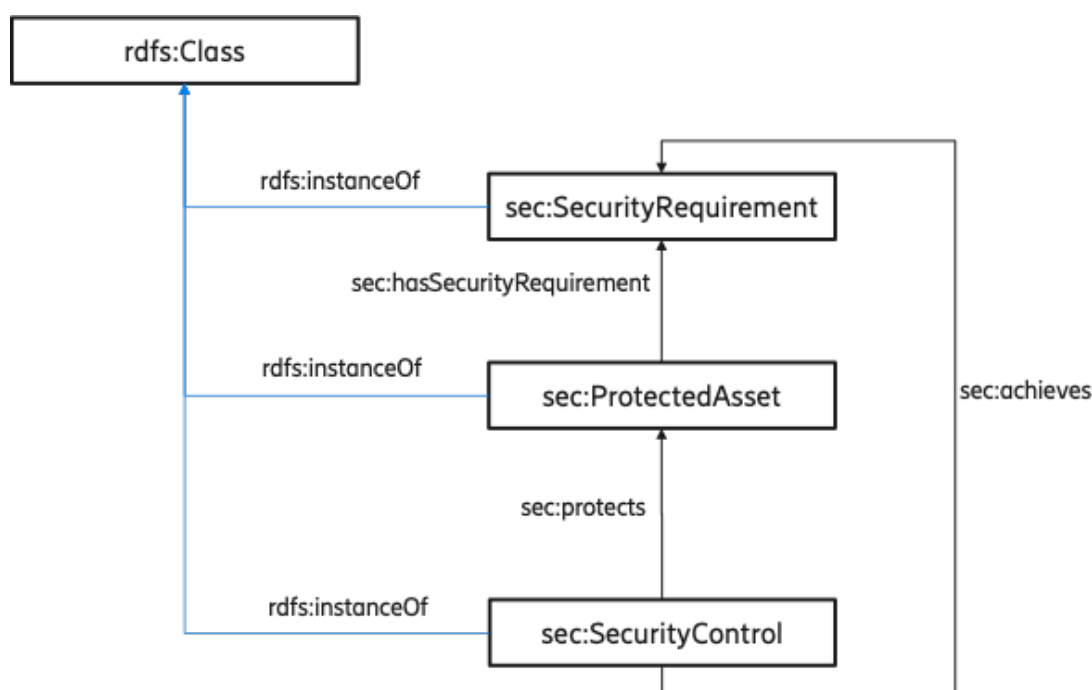 rdfs:Class
rdfs:instanceOf
sec:SecurityRequirement
sec:hasSecurityRequirement
rdfs:instanceOf
sec:ProtectedAsset
sec:achieves
sec:protects
rdfs:instanceOf
sec:SecurityControl